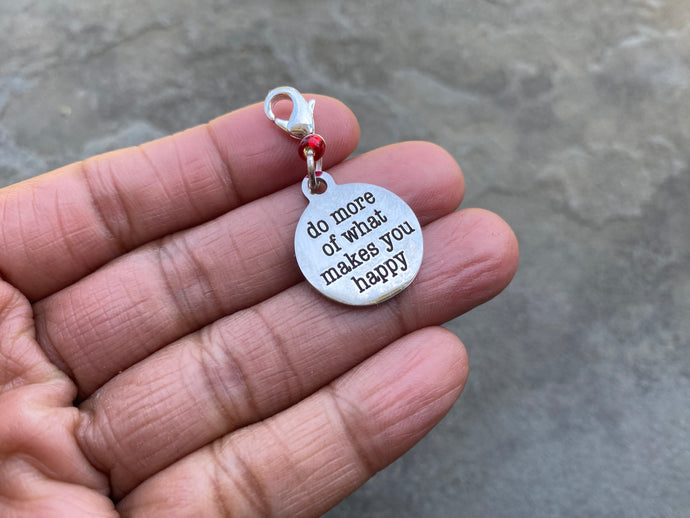 do more
of what
makes you
happy